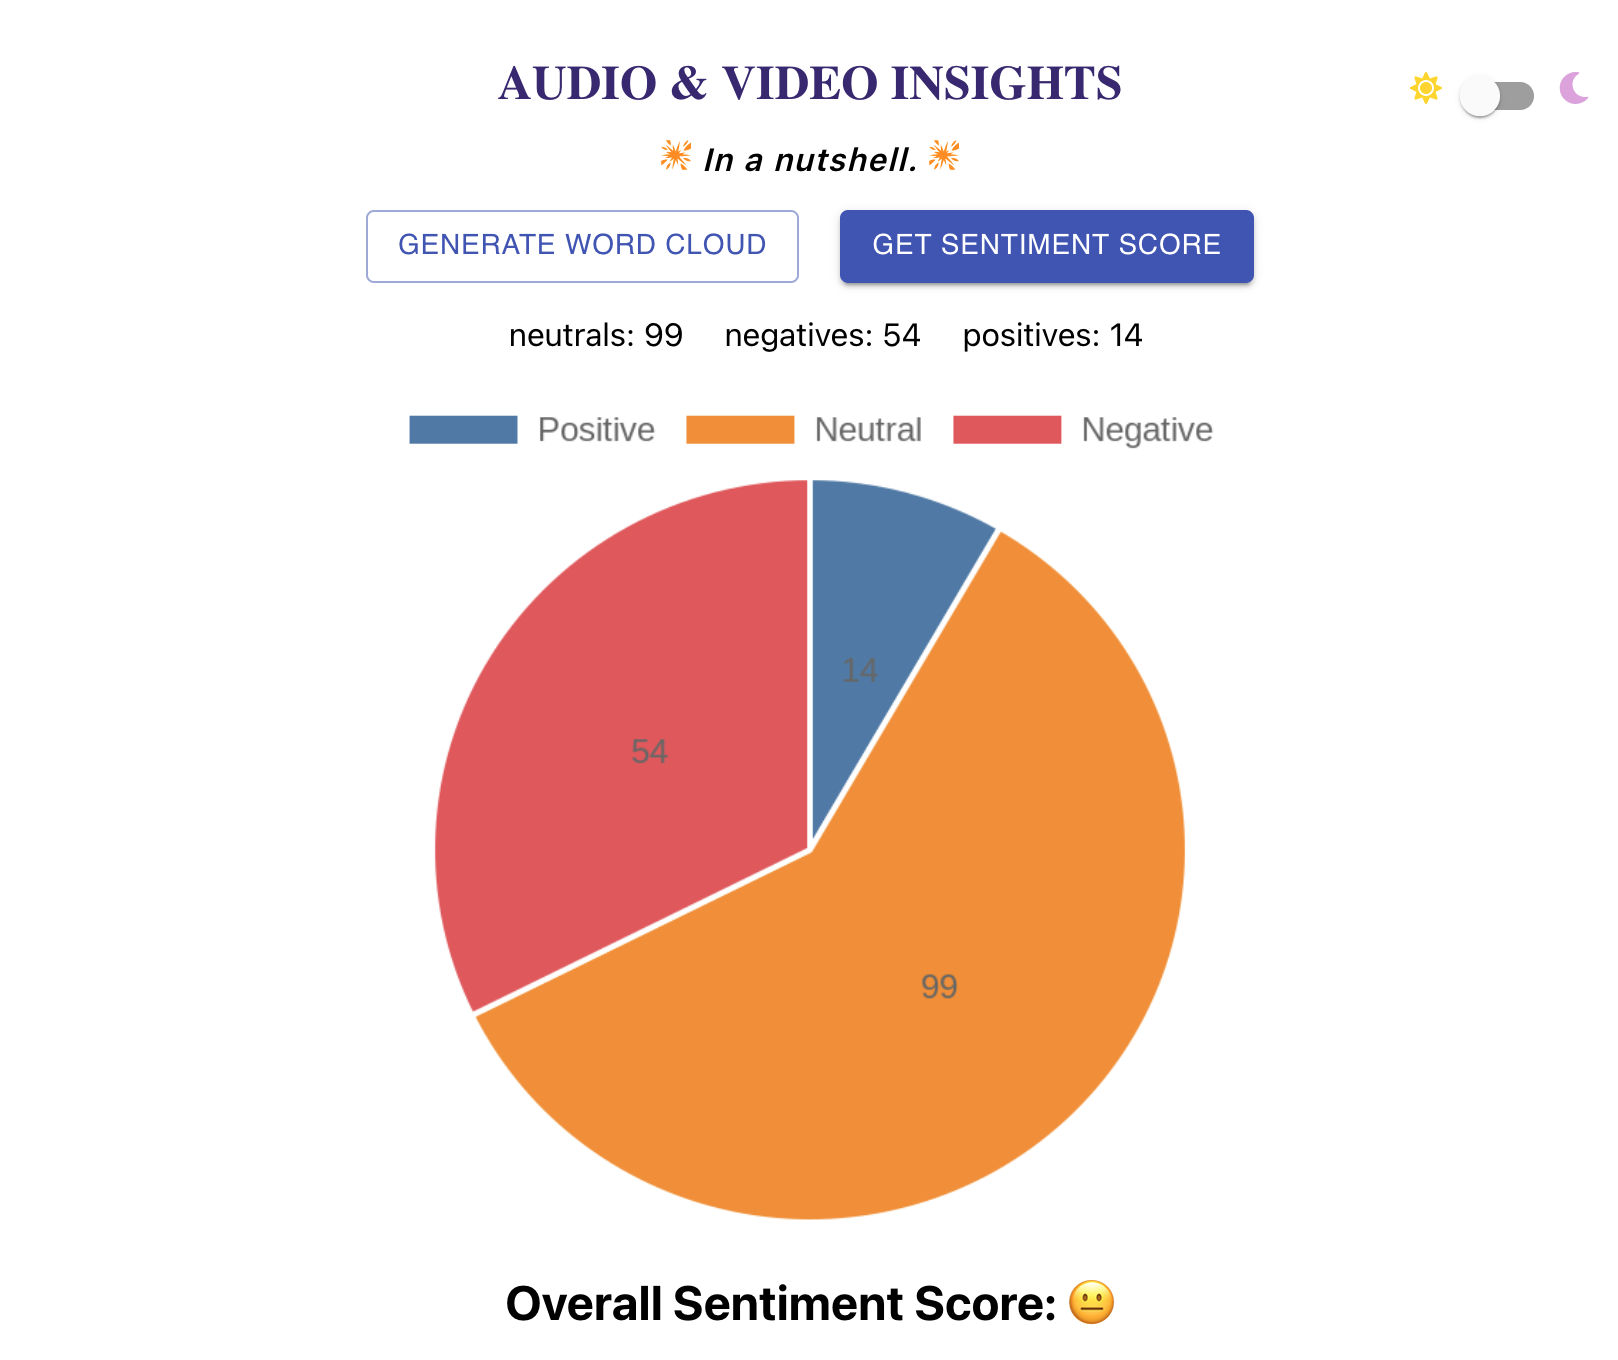 AUDIO & VIDEO INSIGHTS
In a nutshell.
GENERATE WORD CLOUD GET SENTIMENT SCORE
neutrals: 99 negatives: 54 positives: 14
Positive Neutral Negative
14
54
99
Overall Sentiment Score: 😐